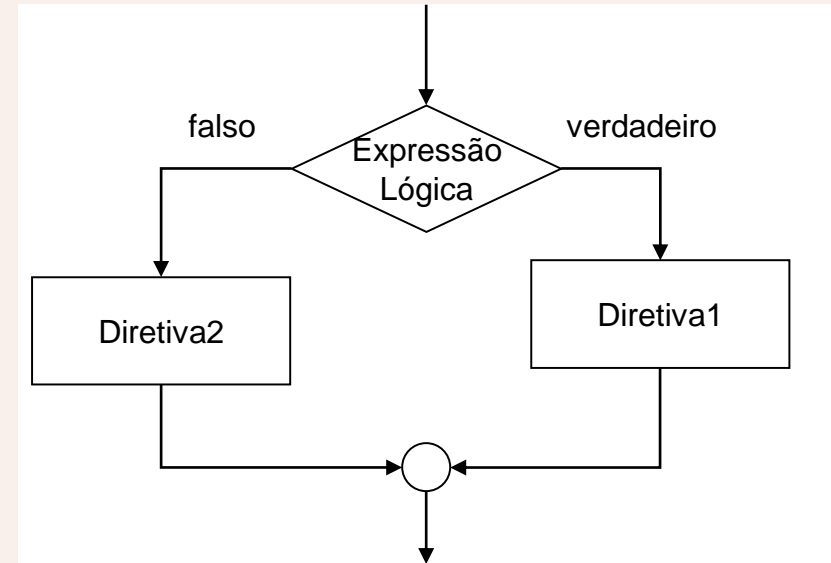 falso
verdadeiro
Expressão
Lógica
Diretiva2
Diretiva1